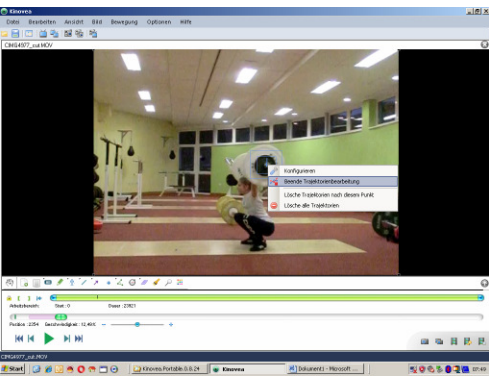 Kinovea
Datei Bearbeiten Ansicht Bild Bewegung Optionen Hilfe
CIMG4977_cut.MOV
Konfigurieren
Beende Trajektorienbearbeitung
Lösche Trajektorien nach diesem Punkt
Lösche alle Trajektorien
Arbeitsbereich: Start : 0 Dauer : 23821
Position : 2254 Geschwindigkeit : 12,49%
CIMG4977_cut.MOV
Start Kinovea.Portable.0.8.24 Kinovea Dokument1 - Microsoft ... 07:49